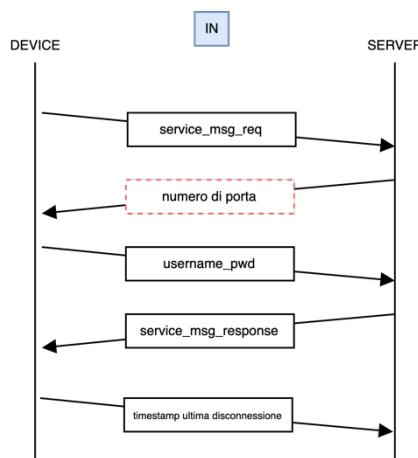 IN
DEVICE
SERVER
service_msg_req
numero di porta
username_pwd
service_msg_response
timestamp ultima disconnessione